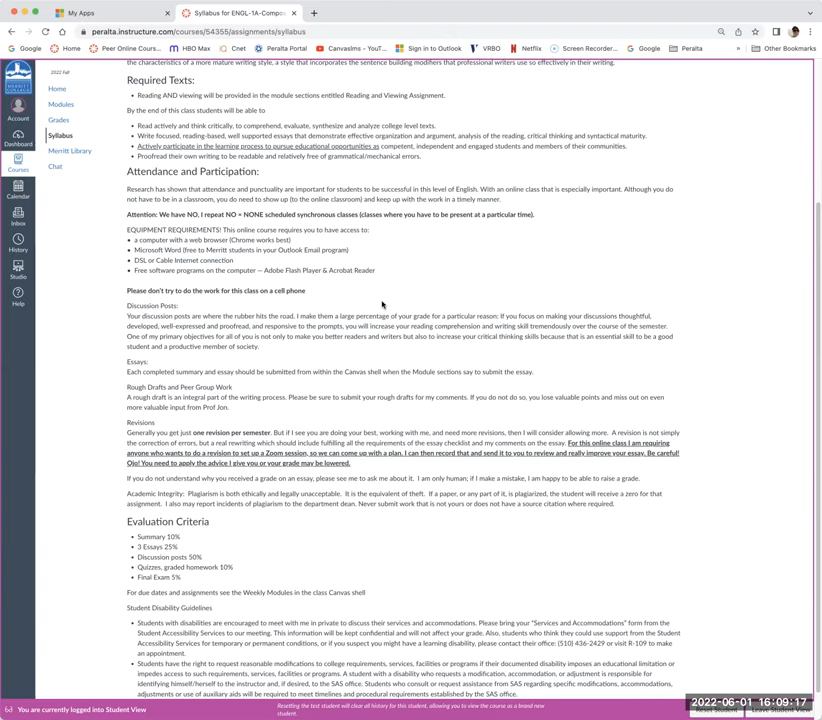 My Apps
Syllabus for ENGL-1A-Compo
peralta.instructure.com/courses/54355/assignments/syllabus
Google Home Peer Online Cours... HBO Max Cnet Peralta Portal CanvasIms – YouT... Sign in to Outlook VRBO Netflix Screen Recorder... Google Peralta » Other Bookmarks
the characteristics of a more mature writing style, a style that incorporates the sentence building modifiers that professional writers use so effectively in their writing.
2022 Fall
Home
Modules
Grades
Syllabus
Merritt Library
Chat
Account
Dashboard
Courses
Calendar
Inbox
History
Studio
Help
Required Texts:
• Reading AND viewing will be provided in the module sections entitled Reading and Viewing Assignment.
By the end of this class students will be able to
• Read actively and think critically, to comprehend, evaluate, synthesize and analyze college level texts.
• Write focused, reading-based, well supported essays that demonstrate effective organization and argument, analysis of the reading, critical thinking and syntactical maturity.
• Actively participate in the learning process to pursue educational opportunities as competent, independent and engaged students and members of their communities.
• Proofread their own writing to be readable and relatively free of grammatical/mechanical errors.
Attendance and Participation:
Research has shown that attendance and punctuality are important for students to be successful in this level of English. With an online class that is especially important. Although you do
not have to be in a classroom, you do need to show up (to the online classroom) and keep up with the work in a timely manner.
Attention: We have NO, I repeat NO = NONE scheduled synchronous classes (classes where you have to be present at a particular time).
EQUIPMENT REQUIREMENTS! This online course requires you to have access to:
• a computer with a web browser (Chrome works best)
• Microsoft Word (free to Merritt students in your Outlook Email program)
• DSL or Cable Internet connection
• Free software programs on the computer — Adobe Flash Player & Acrobat Reader
Please don't try to do the work for this class on a cell phone
Discussion Posts:
Your discussion posts are where the rubber hits the road. I make them a large percentage of your grade for a particular reason: If you focus on making your discussions thoughtful,
developed, well-expressed and proofread, and responsive to the prompts, you will increase your reading comprehension and writing skill tremendously over the course of the semester.
One of my primary objectives for all of you is not only to make you better readers and writers but also to increase your critical thinking skills because that is an essential skill to be a good
student and a productive member of society.
Essays:
Each completed summary and essay should be submitted from within the Canvas shell when the Module sections say to submit the essay.
Rough Drafts and Peer Group Work
A rough draft is an integral part of the writing process. Please be sure to submit your rough drafts for my comments. If you do not do so, you lose valuable points and miss out on even
more valuable input from Prof Jon.
Revisions
Generally you get just one revision per semester. But if I see you are doing your best, working with me, and need more revisions, then I will consider allowing more. A revision is not simply
the correction of errors, but a real rewriting which should include fulfilling all the requirements of the essay checklist and my comments on the essay. For this online class I am requiring
anyone who wants to do a revision to set up a Zoom session, so we can come up with a plan. I can then record that and send it to you to review and really improve your essay. Be careful!
Ojo! You need to apply the advice I give you or your grade may be lowered.
If you do not understand why you received a grade on an essay, please see me to ask me about it. I am only human; if I make a mistake, I am happy to be able to raise a grade.
Academic Integrity: Plagiarism is both ethically and legally unacceptable. It is the equivalent of theft. If a paper, or any part of it, is plagiarized, the student will receive a zero for that
assignment. I also may report incidents of plagiarism to the department dean. Never submit work that is not yours or does not have a source citation where required.
Evaluation Criteria
• Summary 10%
• 3 Essays 25%
• Discussion posts 50%
• Quizzes, graded homework 10%
• Final Exam 5%
For due dates and assignments see the Weekly Modules in the class Canvas shell
Student Disability Guidelines
• Students with disabilities are encouraged to meet with me in private to discuss their services and accommodations. Please bring your "Services and Accommodations" form from the
Student Accessibility Services to our meeting. This information will be kept confidential and will not affect your grade. Also, students who think they could use support from the Student
Accessibility Services for temporary or permanent conditions, or if you suspect you might have a learning disability, please contact their office: (510) 436-2429 or visit R-109 to make
an appointment.
• Students have the right to request reasonable modifications to college requirements, services, facilities or programs if their documented disability imposes an educational limitation or
impedes access to such requirements, services, facilities or programs. A student with a disability who requests a modification, accommodation, or adjustment is responsible for
identifying himself/herself to the instructor and, if desired, to the SAS office. Students who consult or request assistance from SAS regarding specific modifications, accommodations,
adjustments or use of auxiliary aids will be required to meet timelines and procedural requirements established by the SAS office.
You are currently logged into Student View
Resetting the test student will clear all history for this student, allowing you to view the course as a brand new
student.
Reset Student
Leave Student View
2022-06-01 16:09:17